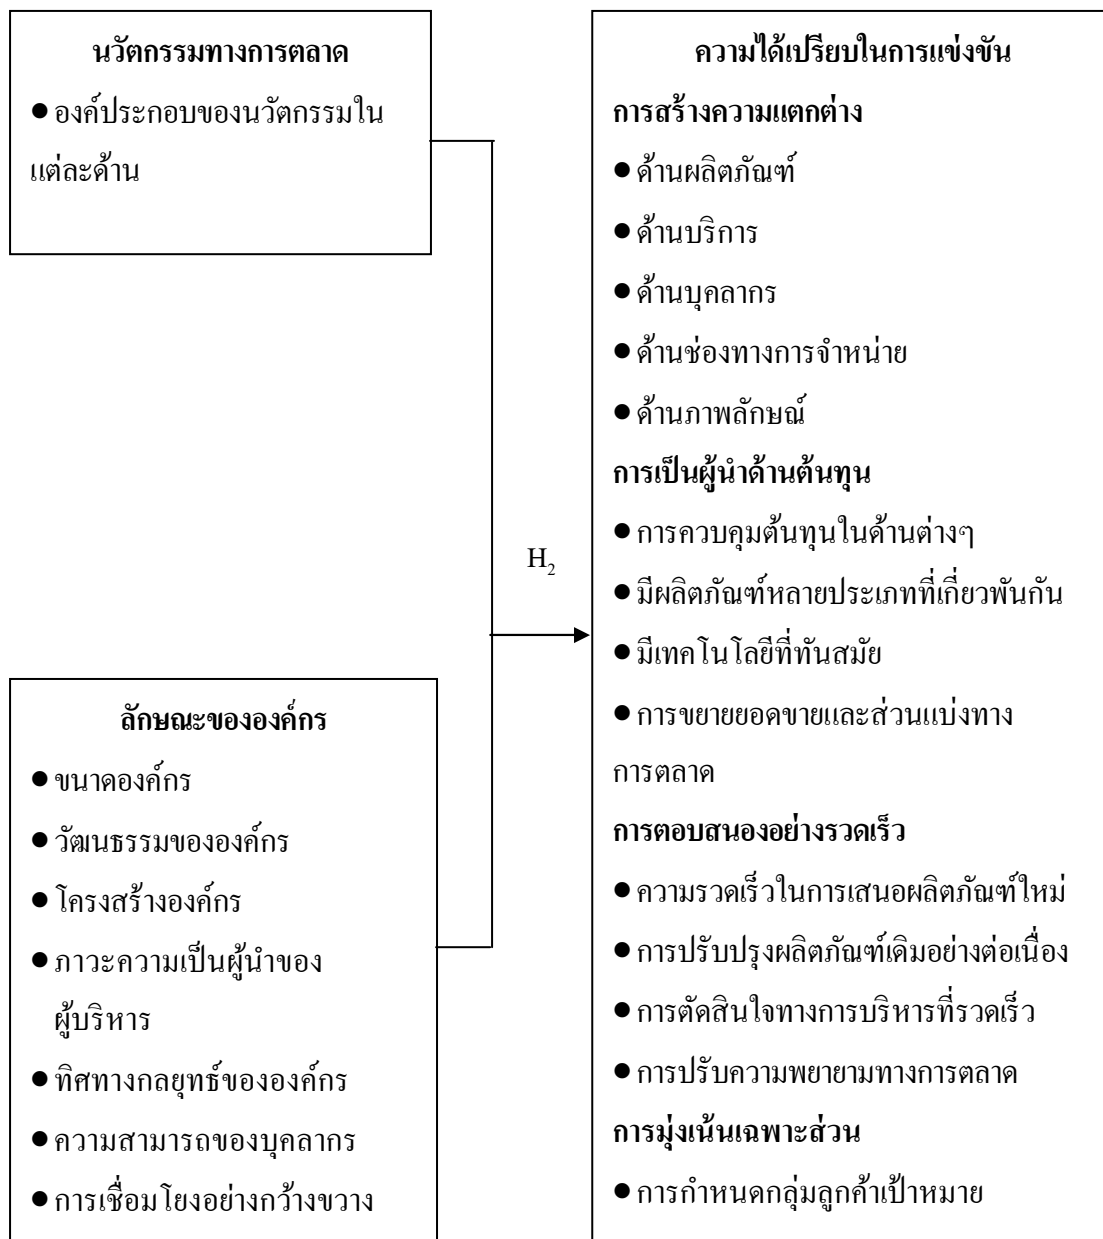 นวัตกรรมทางการตลาด
● องค์ประกอบของนวัตกรรมใน
แต่ละด้าน
ลักษณะขององค์กร
● ขนาดองค์กร
● วัฒนธรรมขององค์กร
● โครงสร้างองค์กร
● ภาวะความเป็นผู้นำของ
ผู้บริหาร
● ทิศทางกลยุทธ์ขององค์กร
● ความสามารถของบุคลากร
● การเชื่อมโยงอย่างกว้างขวาง
H₂
ความได้เปรียบในการแข่งขัน
การสร้างความแตกต่าง
● ด้านผลิตภัณฑ์
● ด้านบริการ
● ด้านบุคลากร
● ด้านช่องทางการจำหน่าย
● ด้านภาพลักษณ์
การเป็นผู้นำด้านต้นทุน
● การควบคุมต้นทุนในด้านต่างๆ
● มีผลิตภัณฑ์หลายประเภทที่เกี่ยวพันกัน
● มีเทคโนโลยีที่ทันสมัย
● การขยายยอดขายและส่วนแบ่งทาง
การตลาด
การตอบสนองอย่างรวดเร็ว
● ความรวดเร็วในการเสนอผลิตภัณฑ์ใหม่
● การปรับปรุงผลิตภัณฑ์เดิมอย่างต่อเนื่อง
● การตัดสินใจทางการบริหารที่รวดเร็ว
● การปรับความพยายามทางการตลาด
การมุ่งเน้นเฉพาะส่วน
● การกำหนดกลุ่มลูกค้าเป้าหมาย